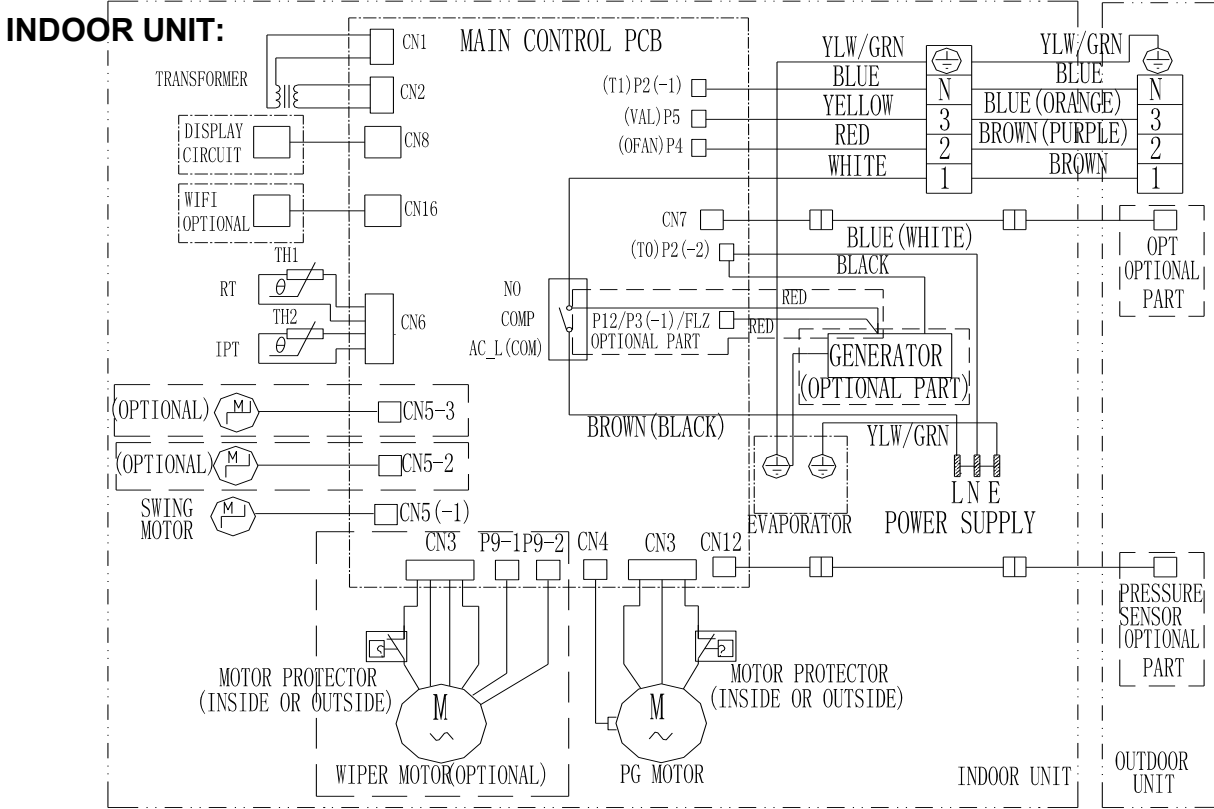 INDOOR UNIT:
MAIN CONTROL PCB
CN1
TRANSFORMER
CN2
DISPLAY
CIRCUIT
CN8
WIFI
OPTIONAL
CN16
TH1
RT
TH2
IPT
CN6
(OPTIONAL)
M
CN5-3
(OPTIONAL)
M
CN5-2
SWING
MOTOR
M
CN5(-1)
(T1)P2(-1)
(VAL)P5
(OFAN)P4
YLW/GRN
BLUE
YELLOW
RED
WHITE
N
3
2
1
YLW/GRN
BLUE
BLUE(ORANGE)
BROWN(PURPLE)
BROWN
N
3
2
1
CN7
BLUE(WHITE)
(T0)P2(-2)
BLACK
OPT
OPTIONAL
PART
NO
COMP
AC_L(COM)
RED
P12/P3(-1)/FLZ
OPTIONAL PART
RED
GENERATOR
(OPTIONAL PART)
BROWN(BLACK)
YLW/GRN
EVAPORATOR
L N E
POWER SUPPLY
CN3
P9-1
P9-2
CN4
CN3
CN12
PRESSURE
SENSOR
OPTIONAL
PART
MOTOR PROTECTOR
(INSIDE OR OUTSIDE)
M
WIPER MOTOR(OPTIONAL)
MOTOR PROTECTOR
(INSIDE OR OUTSIDE)
M
PG MOTOR
INDOOR UNIT
OUTDOOR
UNIT